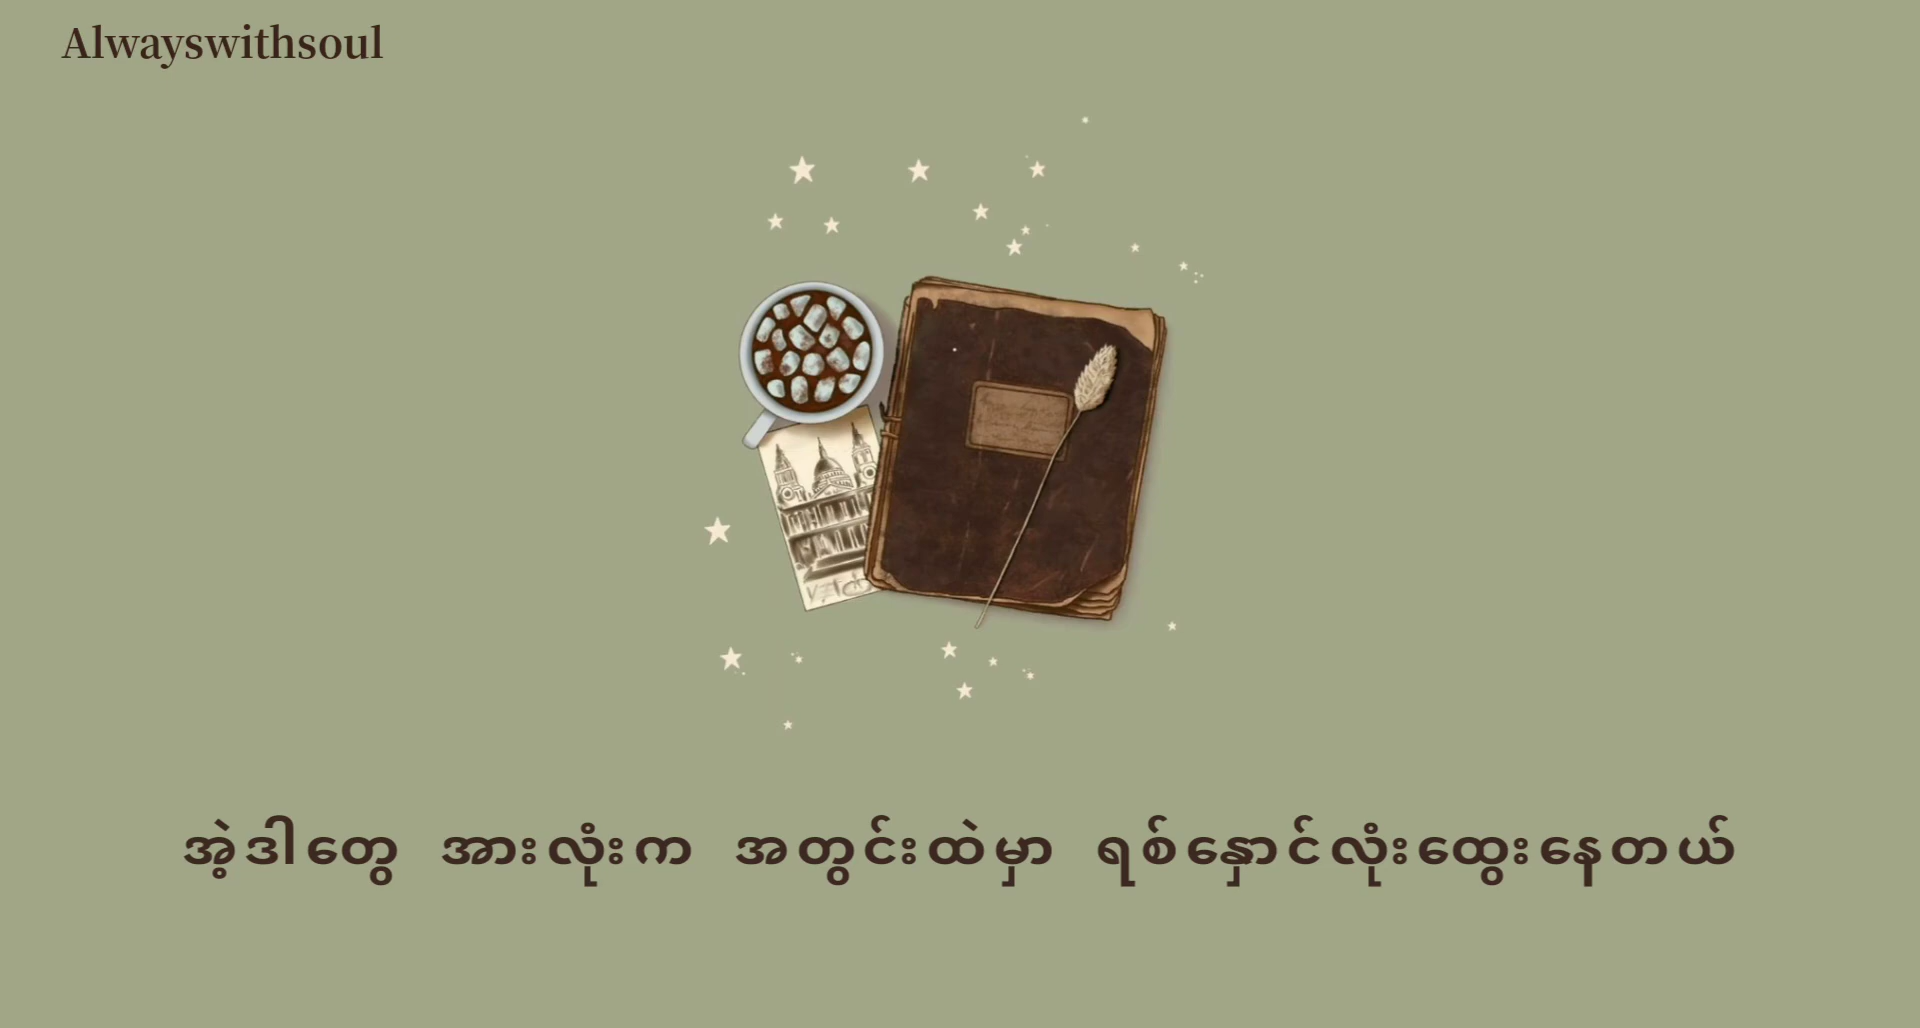 Alwayswithsoul
အဲ့ဒါတွေ အားလုံးက အတွင်းထဲမှာ ရစ်နှောင်လုံးထွေးနေတယ်